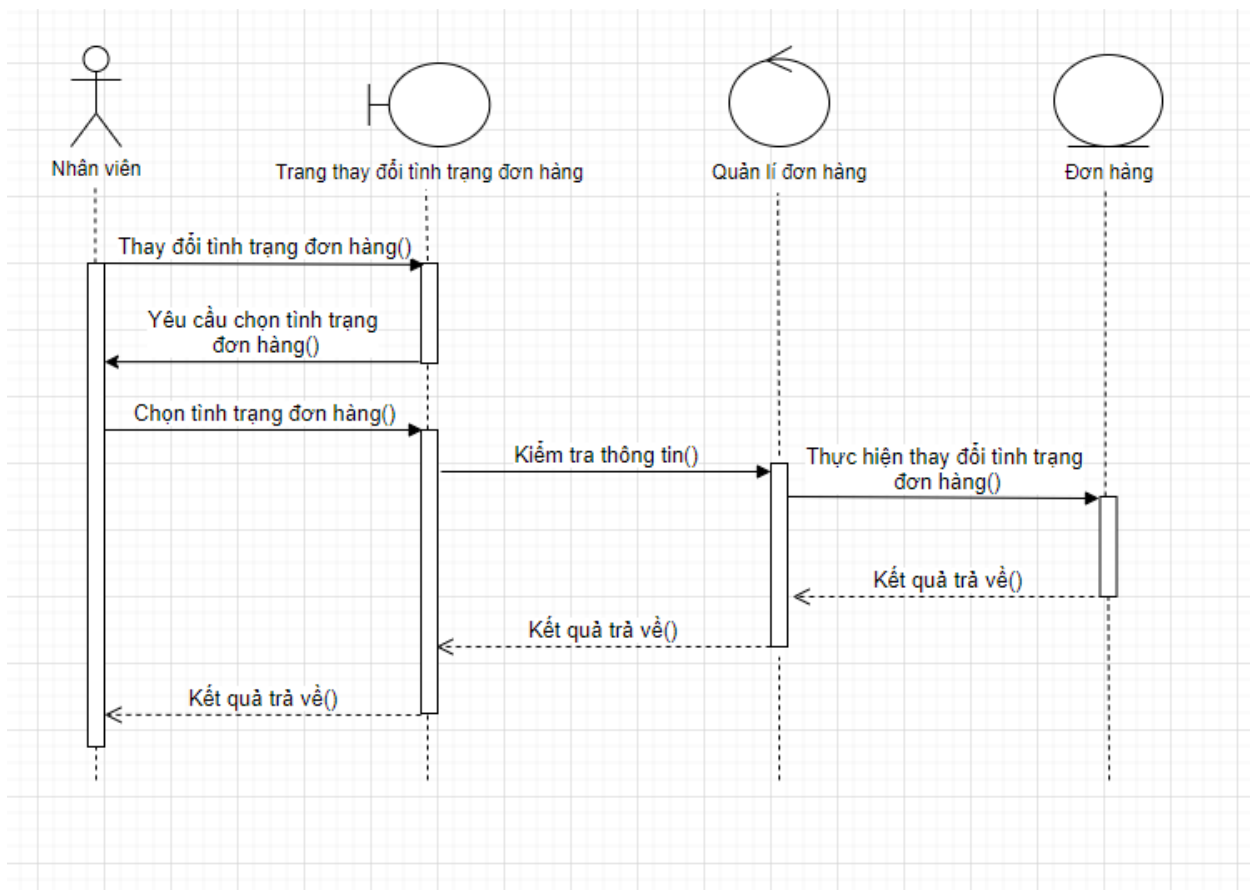 Nhân viên
Trang thay đổi tình trạng đơn hàng
Quản lí đơn hàng
Đơn hàng
Thay đổi tình trạng đơn hàng()
Yêu cầu chọn tình trạng
đơn hàng()
Chọn tình trạng đơn hàng()
Kiểm tra thông tin()
Thực hiện thay đổi tình trạng
đơn hàng()
Kết quả trả về()
Kết quả trả về()
Kết quả trả về()